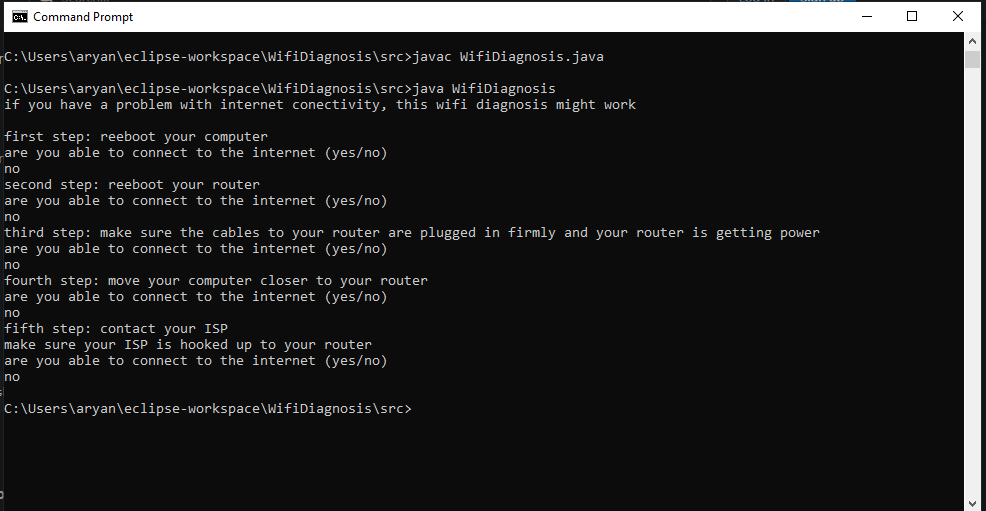 Command Prompt
C:\Users\aryan\eclipse-workspace\WifiDiagnosis\src>javac WifiDiagnosis.java
C:\Users\aryan\eclipse-workspace\WifiDiagnosis\src>java WifiDiagnosis
if you have a problem with internet conectivity, this wifi diagnosis might work
first step: reeboot your computer
are you able to connect to the internet (yes/no)
no
second step: reeboot your router
are you able to connect to the internet (yes/no)
no
third step: make sure the cables to your router are plugged in firmly and your router is getting power
are you able to connect to the internet (yes/no)
no
fourth step: move your computer closer to your router
are you able to connect to the internet (yes/no)
no
fifth step: contact your ISP
make sure your ISP is hooked up to your router
are you able to connect to the internet (yes/no)
no
C:\Users\aryan\eclipse-workspace\WifiDiagnosis\src>